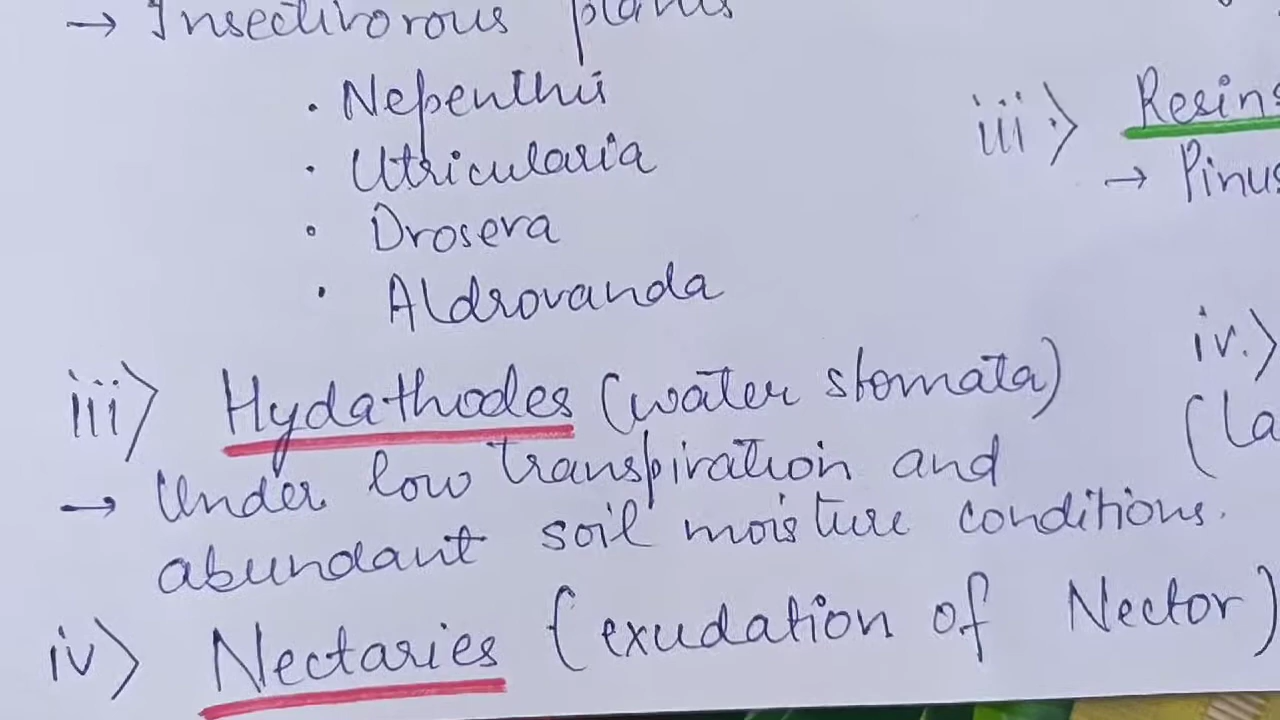 → Insectivorous plants
· Nepenthis
· Utricularia
· Drosera
· Aldrovanda
iii) Hydathodes (water stomata)
→ Under low transpiration and
abundant soil moisture conditions.
iv) Nectaries (exudation of Nector)
iii) Resins
→ Pinus
iv.)
(la